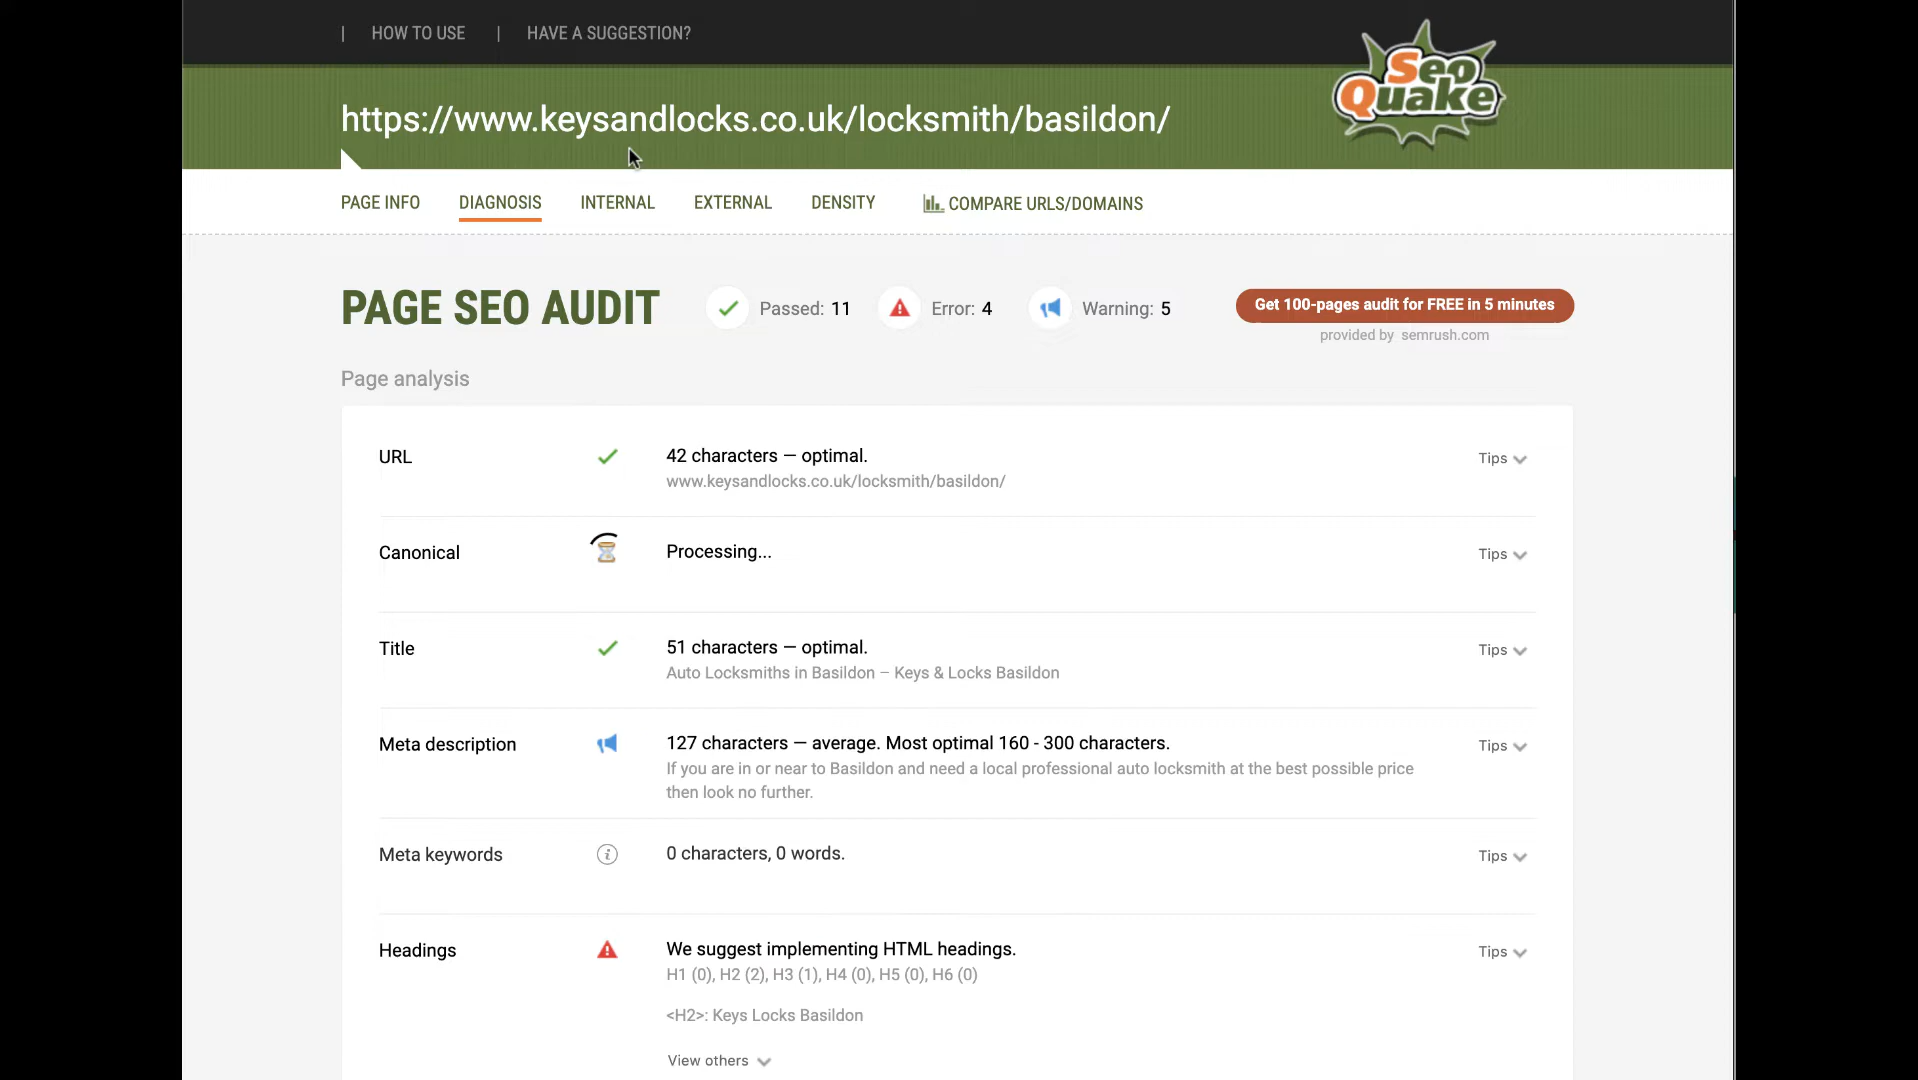 | HOW TO USE | HAVE A SUGGESTION?
Seo
Quake
https://www.keysandlocks.co.uk/locksmith/basildon/
PAGE INFO DIAGNOSIS INTERNAL EXTERNAL DENSITY COMPARE URLS/DOMAINS
PAGE SEO AUDIT Passed: 11 Error: 4 Warning: 5 Get 100-pages audit for FREE in 5 minutes
provided by semrush.com
Page analysis
URL 42 characters — optimal. Tips
www.keysandlocks.co.uk/locksmith/basildon/
Canonical Processing... Tips
Title 51 characters — optimal. Tips
Auto Locksmiths in Basildon – Keys & Locks Basildon
Meta description 127 characters — average. Most optimal 160 - 300 characters. Tips
If you are in or near to Basildon and need a local professional auto locksmith at the best possible price
then look no further.
Meta keywords 0 characters, 0 words. Tips
Headings We suggest implementing HTML headings. Tips
H1 (0), H2 (2), H3 (1), H4 (0), H5 (0), H6 (0)
<H2>: Keys Locks Basildon
View others